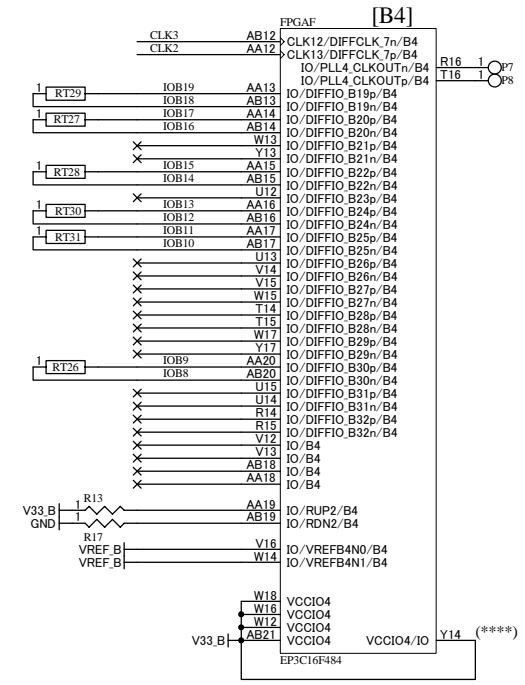 [B4]
FPGAF
CLK3 AB12 CLK12/DIFFCLK_7n/B4
CLK2 AA12 CLK13/DIFFCLK_7p/B4
IO/PLL4_CLKOUTn/B4 R16 1 P7
IO/PLL4_CLKOUTp/B4 T16 1 P8
1 RT29 IOB19 AA13 IO/DIFFIO_B19p/B4
IOB18 AB13 IO/DIFFIO_B19n/B4
1 RT27 IOB17 AA14 IO/DIFFIO_B20p/B4
IOB16 AB14 IO/DIFFIO_B20n/B4
W13 IO/DIFFIO_B21p/B4
Y13 IO/DIFFIO_B21n/B4
1 RT28 IOB15 AA15 IO/DIFFIO_B22p/B4
IOB14 AB15 IO/DIFFIO_B22n/B4
U12 IO/DIFFIO_B23p/B4
1 RT30 IOB13 AA16 IO/DIFFIO_B24p/B4
IOB12 AB16 IO/DIFFIO_B24n/B4
1 RT31 IOB11 AA17 IO/DIFFIO_B25p/B4
IOB10 AB17 IO/DIFFIO_B25n/B4
U13 IO/DIFFIO_B26p/B4
V14 IO/DIFFIO_B26n/B4
V15 IO/DIFFIO_B27p/B4
W15 IO/DIFFIO_B27n/B4
T14 IO/DIFFIO_B28p/B4
T15 IO/DIFFIO_B28n/B4
W17 IO/DIFFIO_B29p/B4
Y17 IO/DIFFIO_B29n/B4
1 RT26 IOB9 AA20 IO/DIFFIO_B30p/B4
IOB8 AB20 IO/DIFFIO_B30n/B4
U15 IO/DIFFIO_B31p/B4
U14 IO/DIFFIO_B31n/B4
R14 IO/DIFFIO_B32p/B4
R15 IO/DIFFIO_B32n/B4
V12 IO/B4
V13 IO/B4
AB18 IO/B4
AA18 IO/B4
R13
V33_B 1 AA19 IO/RUP2/B4
GND 1 AB19 IO/RDN2/B4
R17
VREF_B V16 IO/VREFB4N0/B4
VREF_B W14 IO/VREFB4N1/B4
W18 VCCIO4
W16 VCCIO4
W12 VCCIO4
V33_B AB21 VCCIO4 VCCIO4/IO Y14 (****)
EP3C16F484